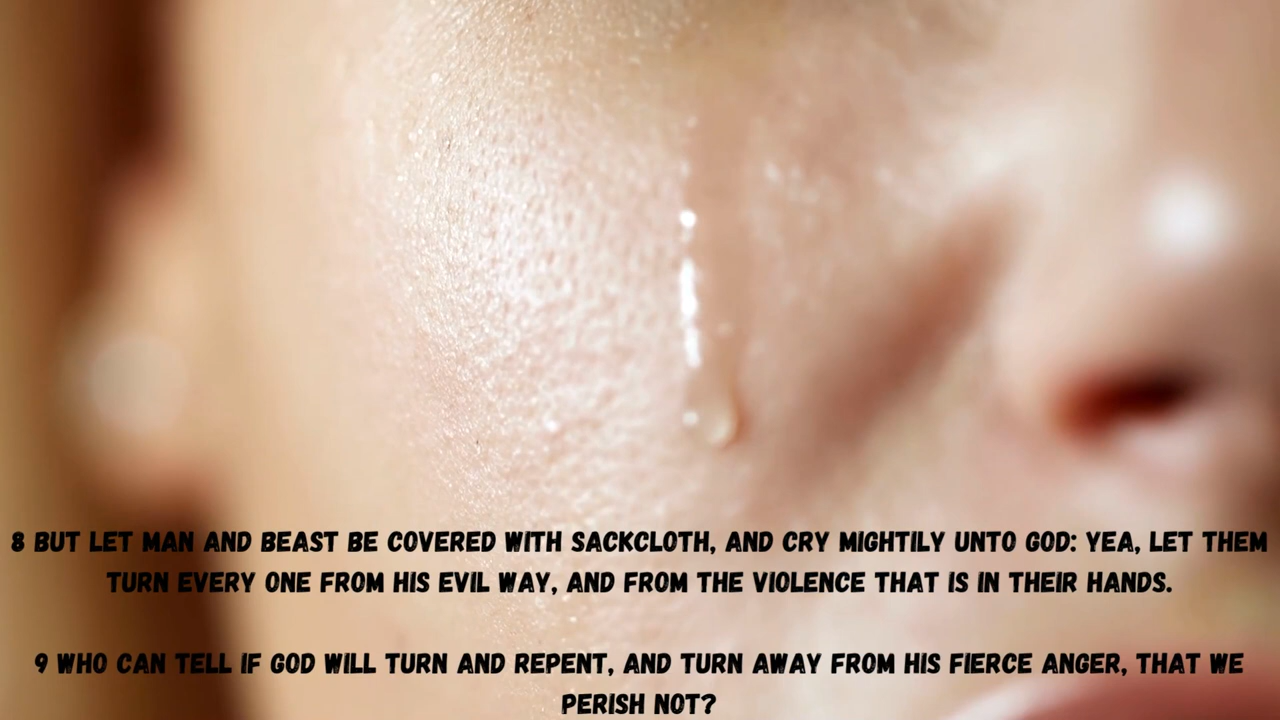 8 BUT LET MAN AND BEAST BE COVERED WITH SACKCLOTH, AND CRY MIGHTILY UNTO GOD: YEA, LET THEM
TURN EVERY ONE FROM HIS EVIL WAY, AND FROM THE VIOLENCE THAT IS IN THEIR HANDS.
9 WHO CAN TELL IF GOD WILL TURN AND REPENT, AND TURN AWAY FROM HIS FIERCE ANGER, THAT WE
PERISH NOT?